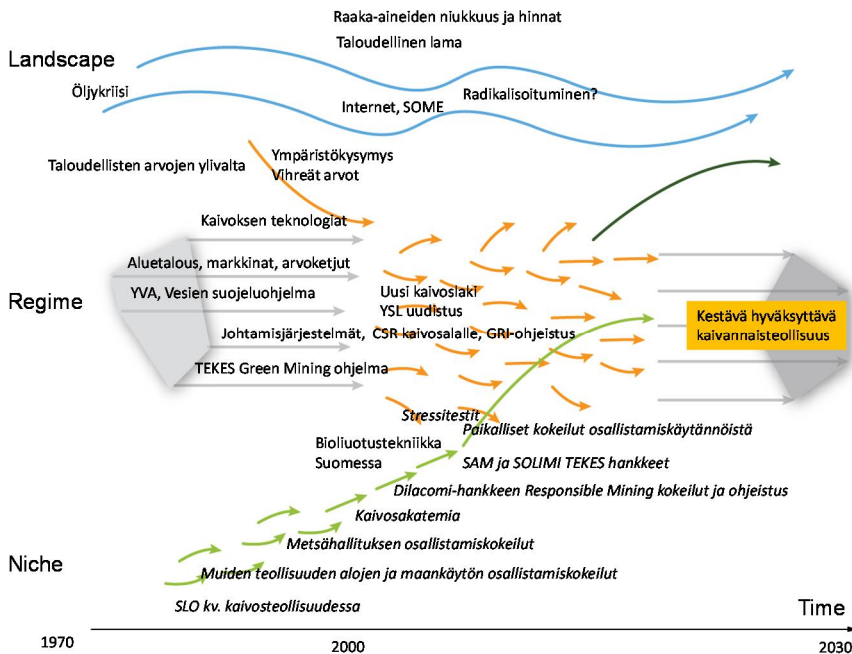 Raaka-aineiden niukkuus ja hinnat
Landscape
Taloudellinen lama
Öljykriisi
Radikalisoituminen?
Internet, SOME
Ympäristökysymys
Taloudellisten arvojen ylivalta
Vihreät arvot
Kaivoksen teknologiat
Aluetalous, markkinat, arvoketjut
Regime
YVA, Vesien suojeluohjelma
Uusi kaivoslaki
YSL uudistus
Kestävä hyväksyttävä
kaivannaisteollisuus
Johtamisjärjestelmät, CSR kaivosalalle, GRI-ohjeistus
TEKES Green Mining ohjelma
Stressitestit
Paikalliset kokeilut osallistamiskäytännöistä
Bioliuotustekniikka
Suomessa
SAM ja SOLIMI TEKES hankkeet
Dilacomi-hankkeen Responsible Mining kokeilut ja ohjeistus
Kaivosakatemia
Metsähallituksen osallistamiskokeilut
Niche
Muiden teollisuuden alojen ja maankäytön osallistamiskokeilut
SLO kv. kaivosteollisuudessa
Time
1970
2000
2030